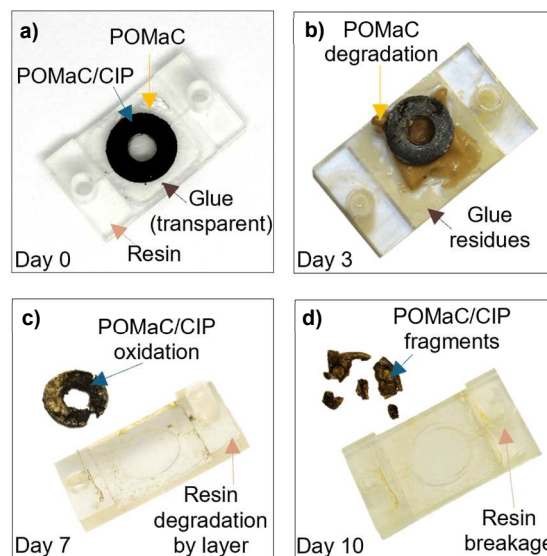 a)
POMaC
POMaC/CIP
Glue
(transparent)
Resin
Day 0
b)
POMaC
degradation
Glue
residues
Day 3
c)
POMaC/CIP
oxidation
Resin
degradation
by layer
Day 7
d)
POMaC/CIP
fragments
Resin
breakage
Day 10